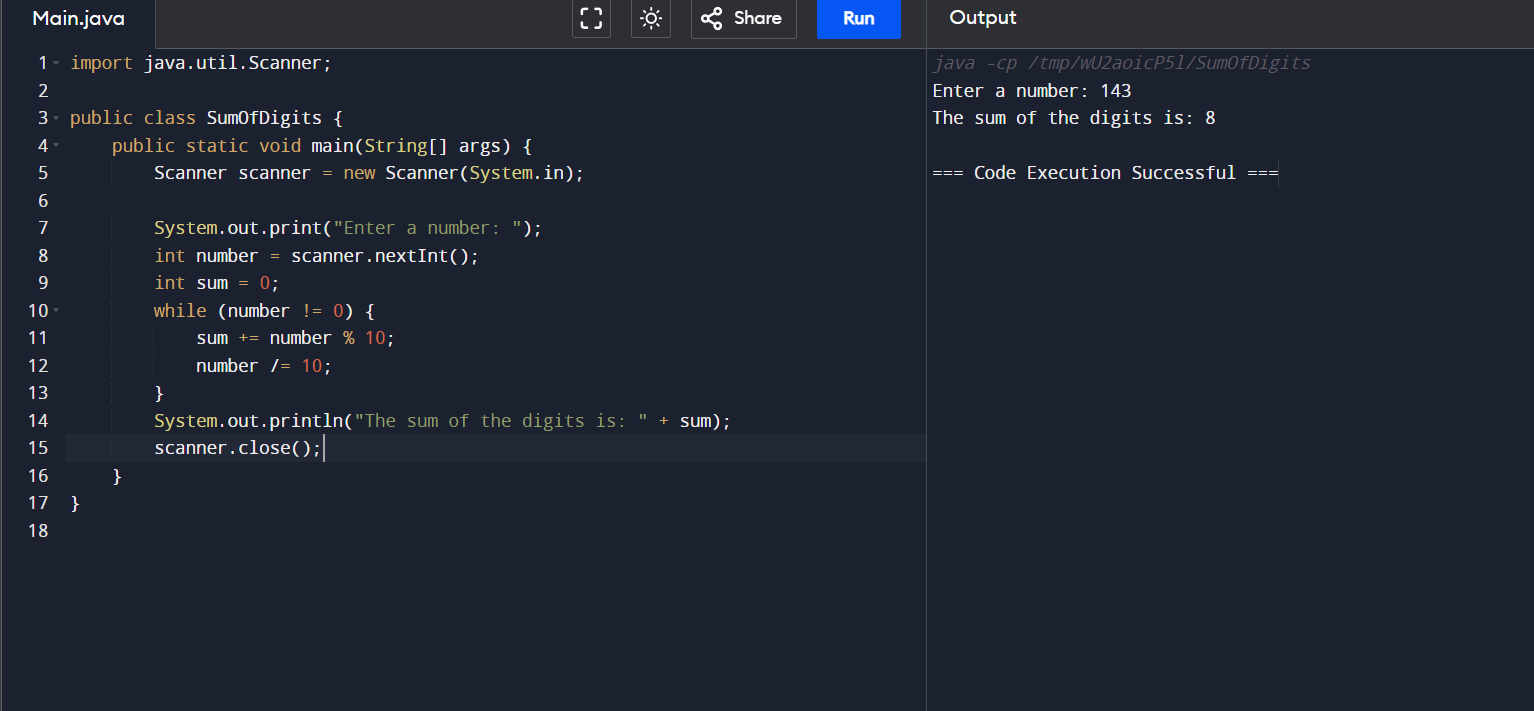 Main.java
Share
Run
Output
1 import java.util.Scanner;
2
3 public class SumOfDigits {
4     public static void main(String[] args) {
5         Scanner scanner = new Scanner(System.in);
6
7         System.out.print("Enter a number: ");
8         int number = scanner.nextInt();
9         int sum = 0;
10         while (number != 0) {
11             sum += number % 10;
12             number /= 10;
13         }
14         System.out.println("The sum of the digits is: " + sum);
15         scanner.close();
16     }
17 }
18
java -cp /tmp/wU2aoicP5l/SumOfDigits
Enter a number: 143
The sum of the digits is: 8
=== Code Execution Successful ===